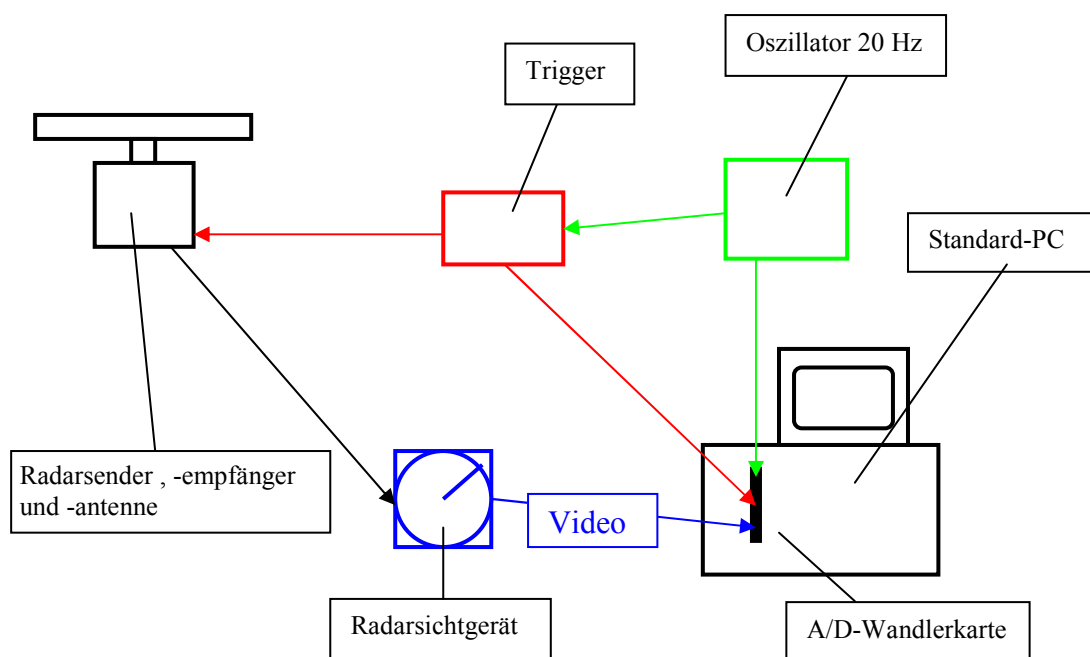 Oszillator 20 Hz
Trigger
Standard-PC
Radarsender , -empfänger
und -antenne
Video
Radarsichtgerät
A/D-Wandlerkarte